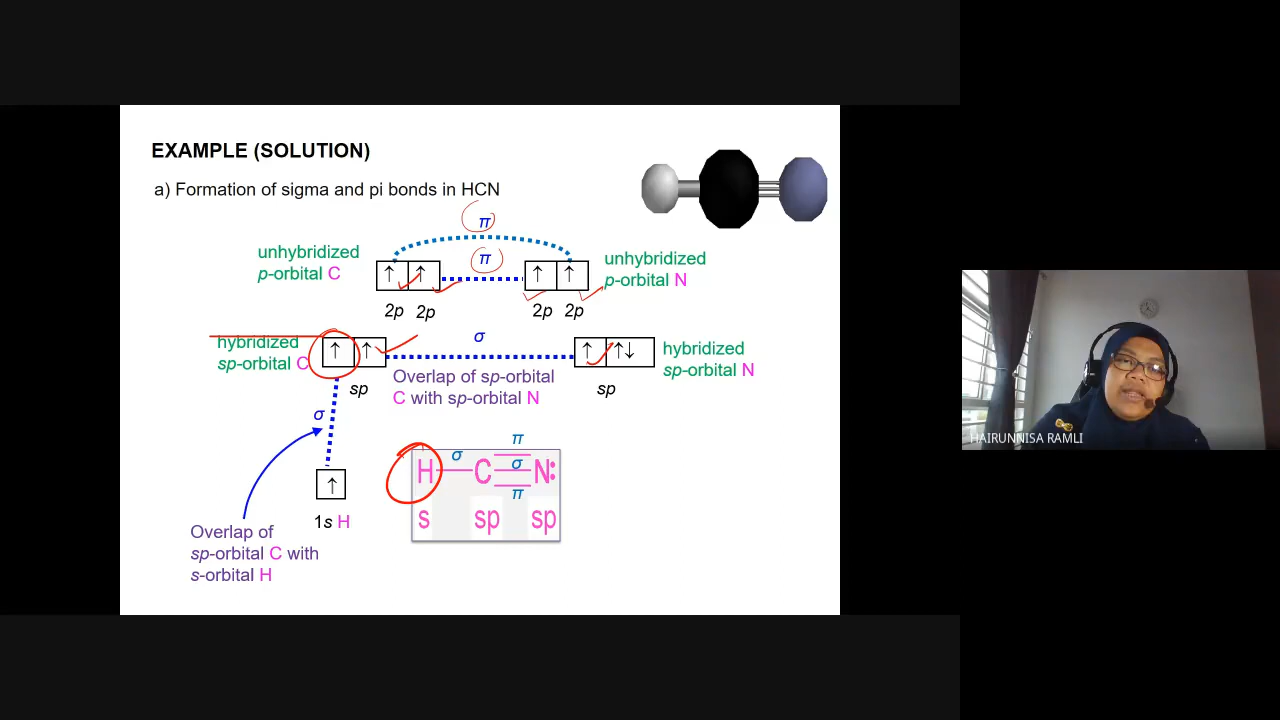 EXAMPLE (SOLUTION)
a) Formation of sigma and pi bonds in HCN
π
unhybridized
p-orbital C
π
unhybridized
p-orbital N
↑ ↑
↑ ↑
2p 2p
2p 2p
hybridized
sp-orbital C
↑ ↑
σ
↑ ↑↓
hybridized
sp-orbital N
sp
Overlap of sp-orbital
C with sp-orbital N
sp
σ
↑
1s H
Overlap of
sp-orbital C with
s-orbital H
π
σ
σ
H C N:
π
s sp sp
HAIRUNNISA RAMLI